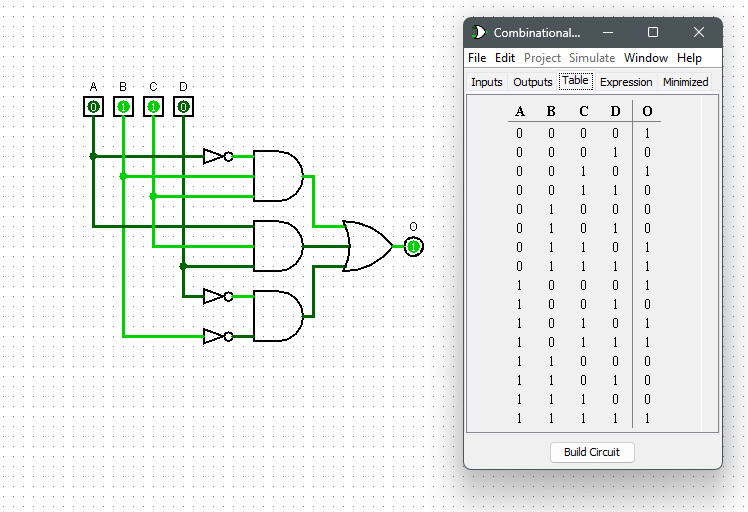 A B C D
0 1 1 0
O
1
Combinational...
File Edit Project Simulate Window Help
Inputs Outputs Table Expression Minimized
A B C D O
0 0 0 0 1
0 0 0 1 0
0 0 1 0 1
0 0 1 1 0
0 1 0 0 0
0 1 0 1 0
0 1 1 0 1
0 1 1 1 1
1 0 0 0 1
1 0 0 1 0
1 0 1 0 1
1 0 1 1 1
1 1 0 0 0
1 1 0 1 0
1 1 1 0 0
1 1 1 1 1
Build Circuit